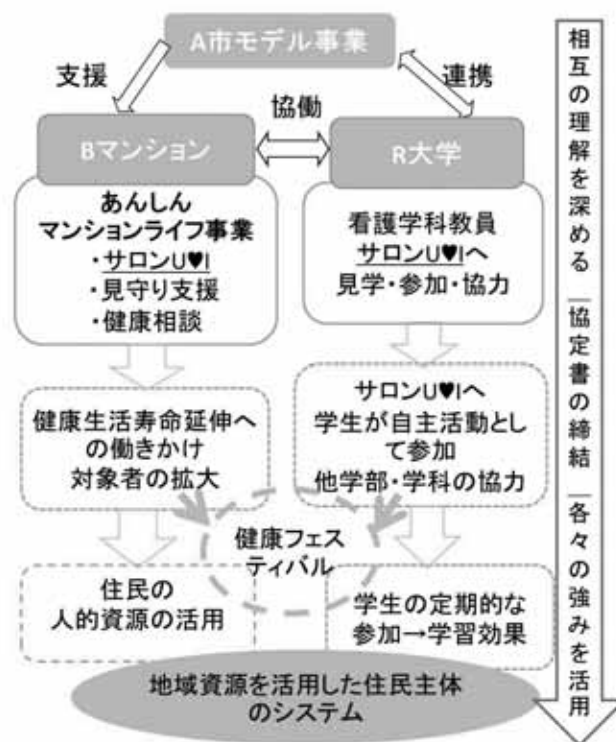 A市モデル事業
支援
連携
協働
Bマンション
R大学
あんしん
マンションライフ事業
・サロンU♥I
・見守り支援
・健康相談
看護学科教員
サロンU♥Iへ
見学・参加・協力
健康生活寿命延伸へ
の働きかけ
対象者の拡大
サロンU♥Iへ
学生が自主活動とし
て参加
他学部・学科の協力
健康フェス
ティバル
住民の
人的資源の活用
学生の定期的な
参加→学習効果
地域資源を活用した住民主体
のシステム
相互の理解を深める
協定書の締結
各々の強みを活用